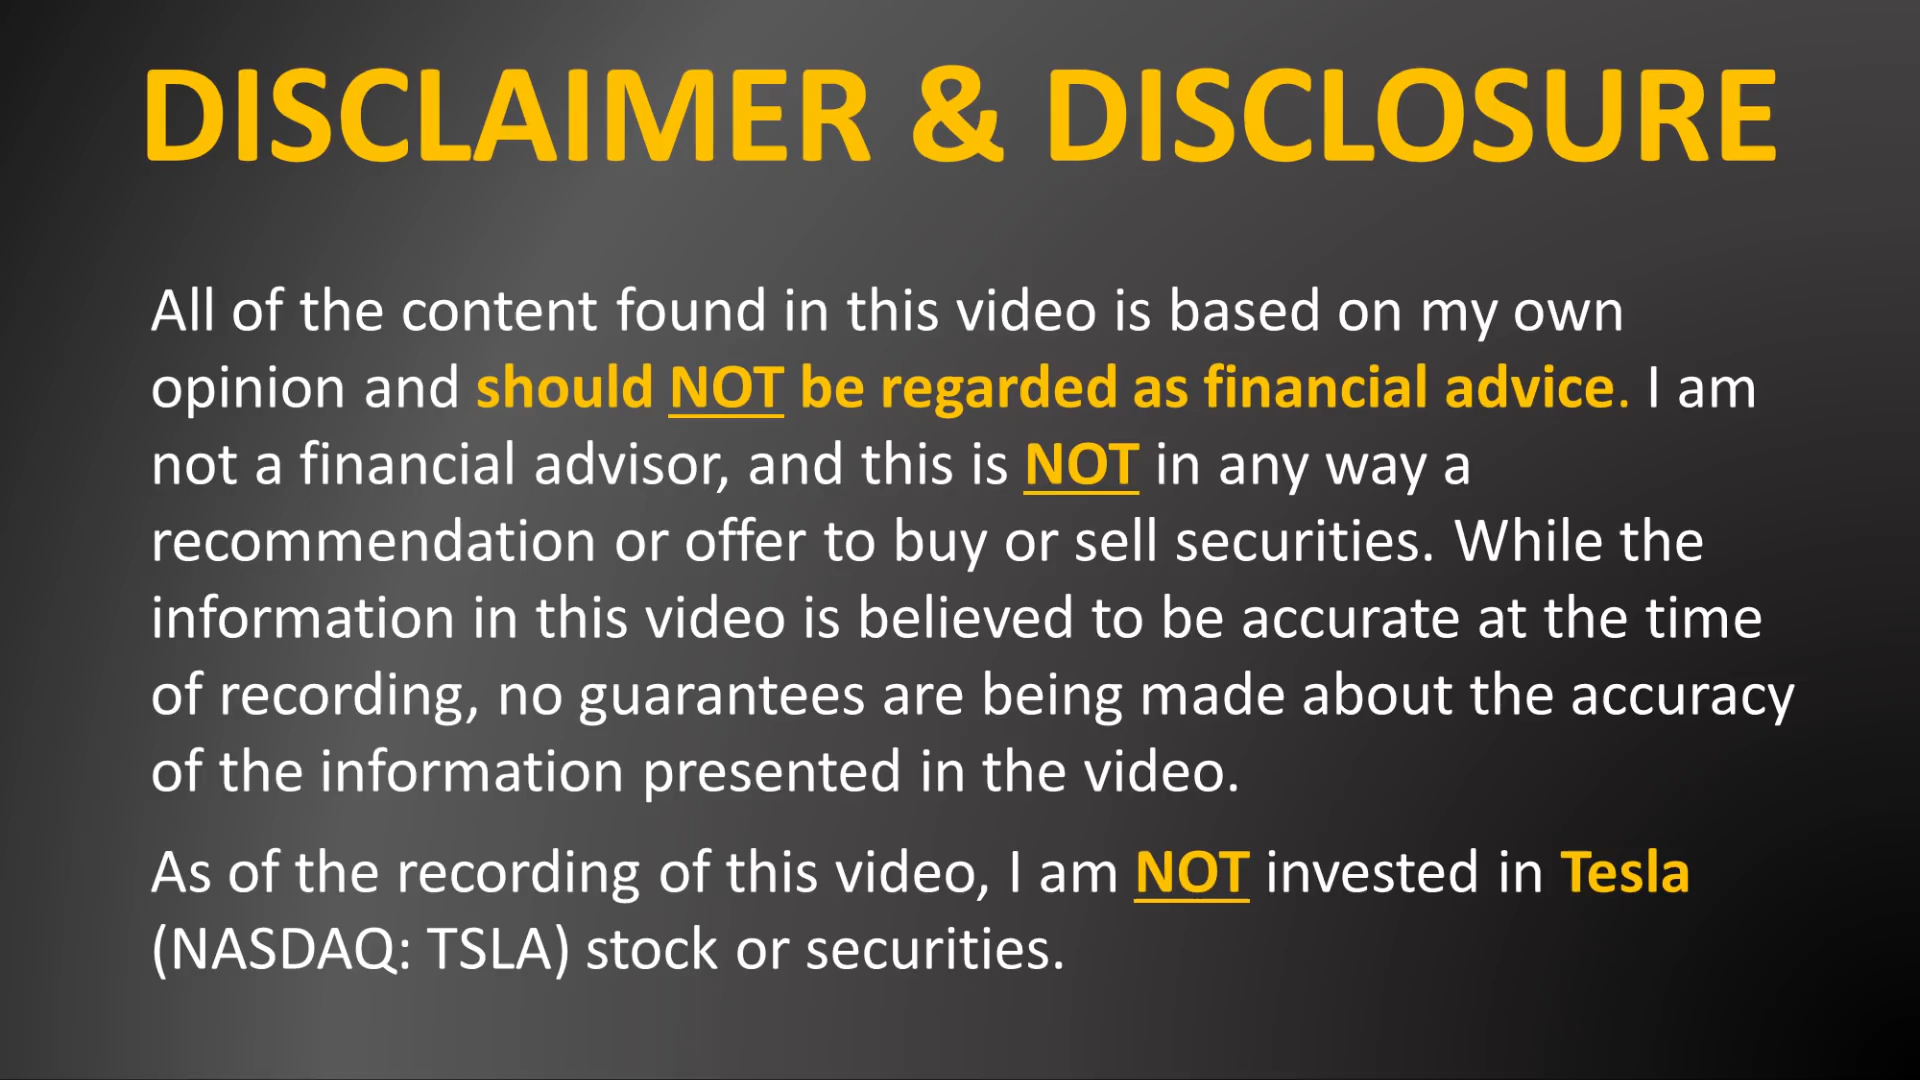 DISCLAIMER & DISCLOSURE
All of the content found in this video is based on my own
opinion and should NOT be regarded as financial advice. I am
not a financial advisor, and this is NOT in any way a
recommendation or offer to buy or sell securities. While the
information in this video is believed to be accurate at the time
of recording, no guarantees are being made about the accuracy
of the information presented in the video.
As of the recording of this video, I am NOT invested in Tesla
(NASDAQ: TSLA) stock or securities.